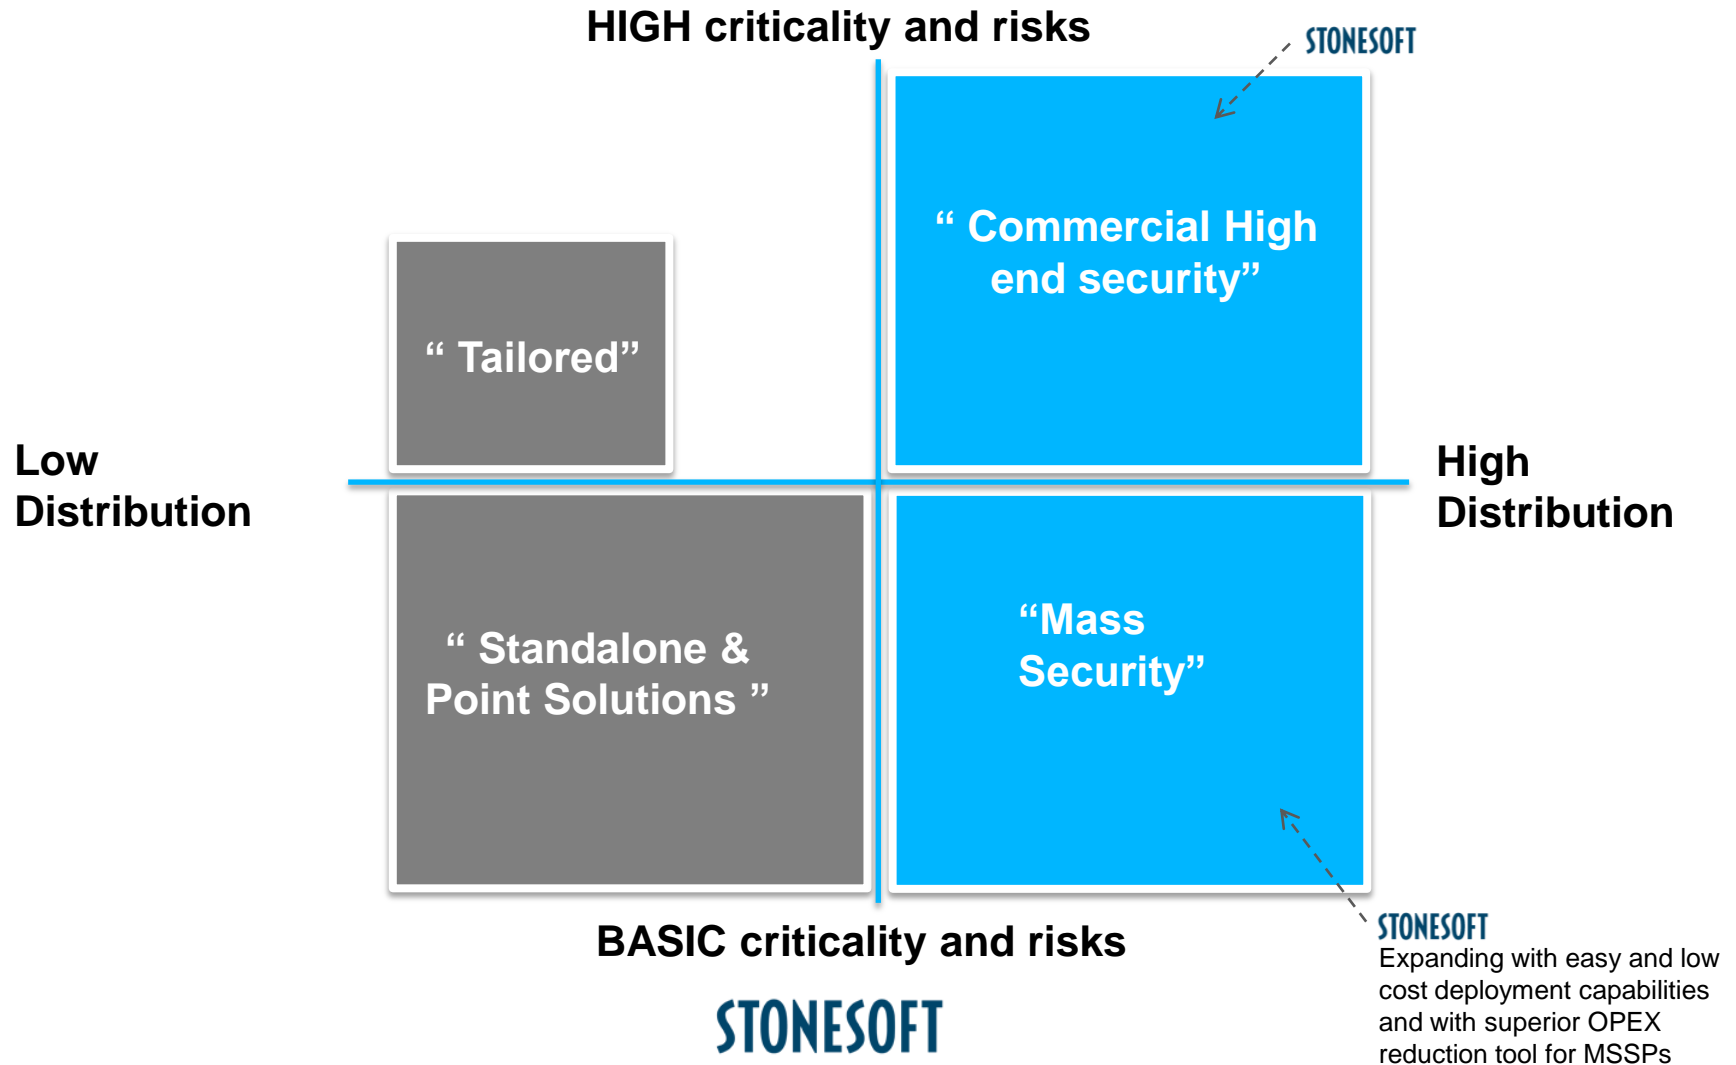 HIGH criticality and risks
STONESOFT
“ Commercial High
end security”
“ Tailored”
Low
Distribution
High
Distribution
“ Standalone &
Point Solutions ”
“Mass
Security”
BASIC criticality and risks
STONESOFT
Expanding with easy and low
cost deployment capabilities
and with superior OPEX
reduction tool for MSSPs
STONESOFT